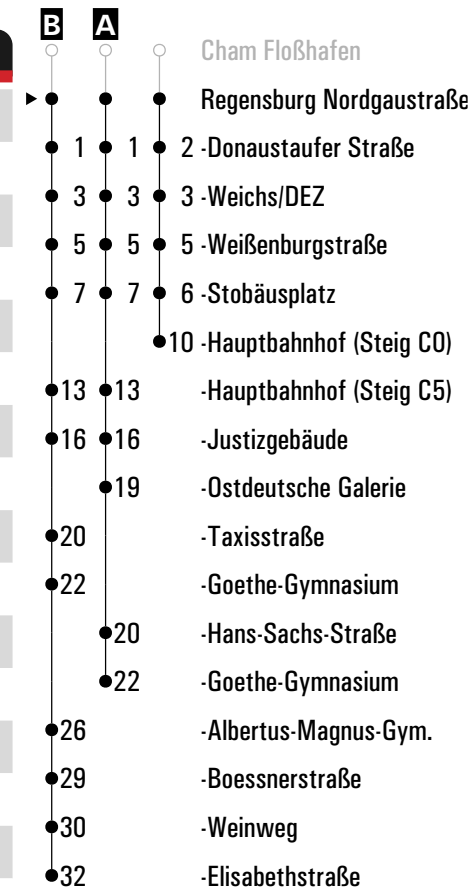 B A
Cham Floßhafen
Regensburg Nordgaustraße
1 1 2 -Donaustaufer Straße
3 3 3 -Weichs/DEZ
5 5 5 -Weißenburgstraße
7 7 6 -Stobäusplatz
10 -Hauptbahnhof (Steig C0)
13 13 -Hauptbahnhof (Steig C5)
16 16 -Justizgebäude
19 -Ostdeutsche Galerie
20 -Taxisstraße
22 -Goethe-Gymnasium
20 -Hans-Sachs-Straße
22 -Goethe-Gymnasium
26 -Albertus-Magnus-Gym.
29 -Boessnerstraße
30 -Weinweg
32 -Elisabethstraße